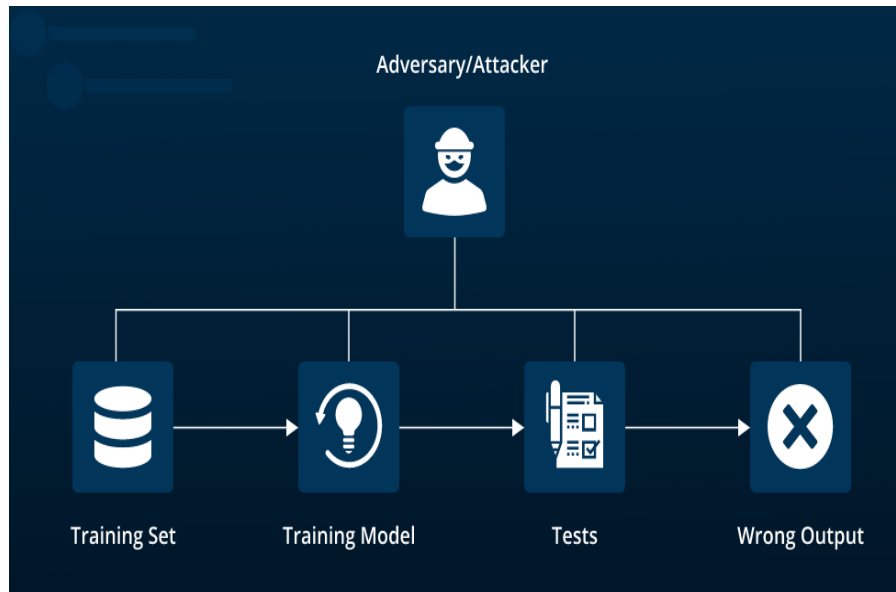 Adversary/Attacker
Training Set
Training Model
Tests
Wrong Output